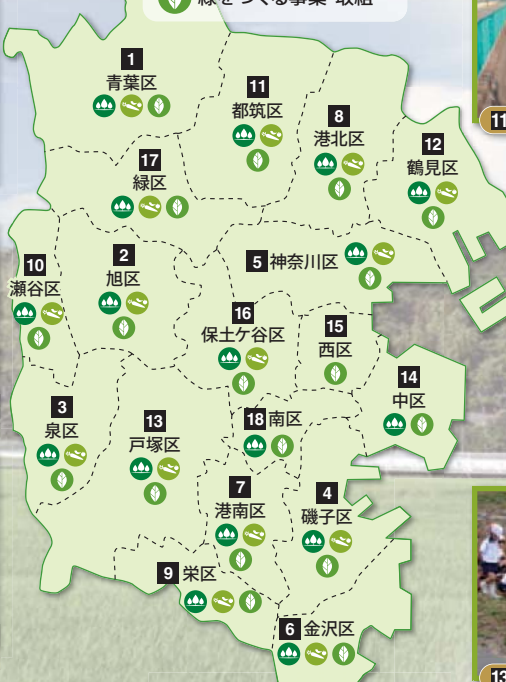 緑をつくる事業・取組
1
青葉区
11
都筑区
8
港北区
12
鶴見区
17
緑区
10
瀬谷区
2
旭区
5 神奈川区
16
保土ケ谷区
15
西区
14
中区
3
泉区
13
戸塚区
18 南区
7
港南区
4
磯子区
9 栄区
6 金沢区
11
13